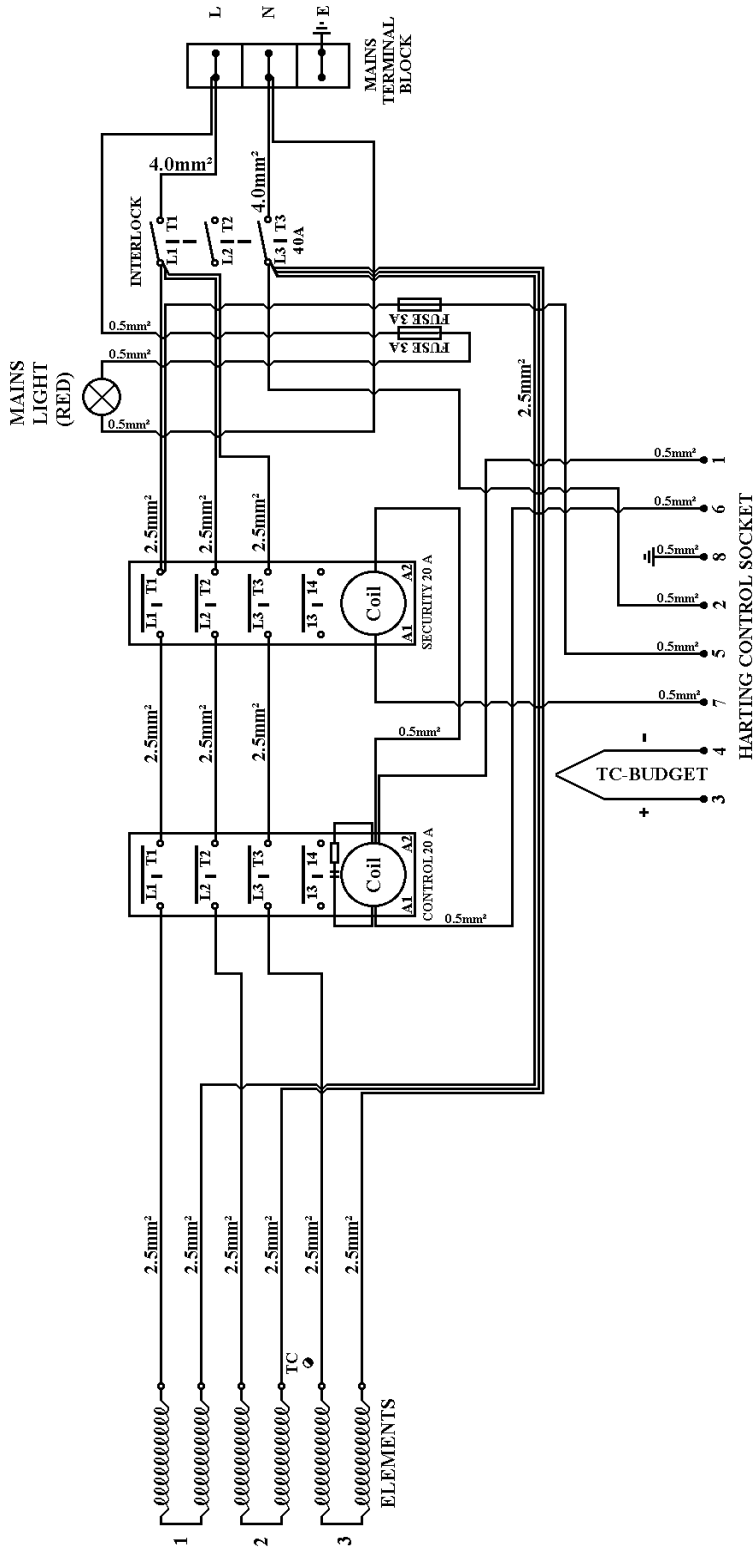 L
N
E
MAINS
TERMINAL
BLOCK
4.0mm²
4.0mm²
INTERLOCK
L1
T1
L2
T2
L3
T3
40A
MAINS
LIGHT
(RED)
0.5mm²
0.5mm²
0.5mm²
FUSE 3A
FUSE 3A
2.5mm²
2.5mm²
2.5mm²
2.5mm²
L1
T1
L2
T2
L3
T3
13
14
Coil
A1
A2
SECURITY 20 A
2.5mm²
2.5mm²
2.5mm²
0.5mm²
L1
T1
L2
T2
L3
T3
13
14
Coil
A1
A2
CONTROL 20 A
0.5mm²
0.5mm²
1
0.5mm²
6
0.5mm²
8
0.5mm²
2
0.5mm²
5
0.5mm²
7
-
4
TC-BUDGET
+
3
HARTING CONTROL SOCKET
2.5mm²
2.5mm²
2.5mm²
2.5mm²
2.5mm²
2.5mm²
TC
1
2
3
ELEMENTS